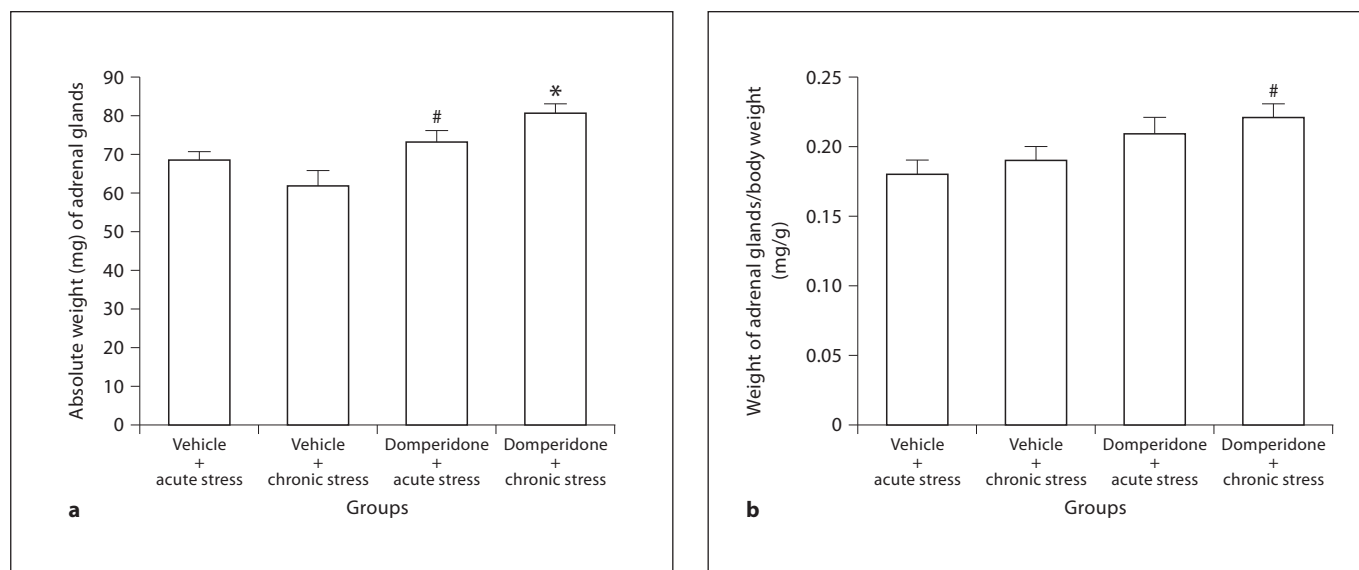 Absolute weight (mg) of adrenal glands
90
80
70
60
50
40
30
20
10
0
#
*
Vehicle
+
acute stress
Vehicle
+
chronic stress
Domperidone
+
acute stress
Domperidone
+
chronic stress
Groups
a
Weight of adrenal glands/body weight
(mg/g)
0.25
0.20
0.15
0.10
0.05
0
#
Vehicle
+
acute stress
Vehicle
+
chronic stress
Domperidone
+
acute stress
Domperidone
+
chronic stress
Groups
b